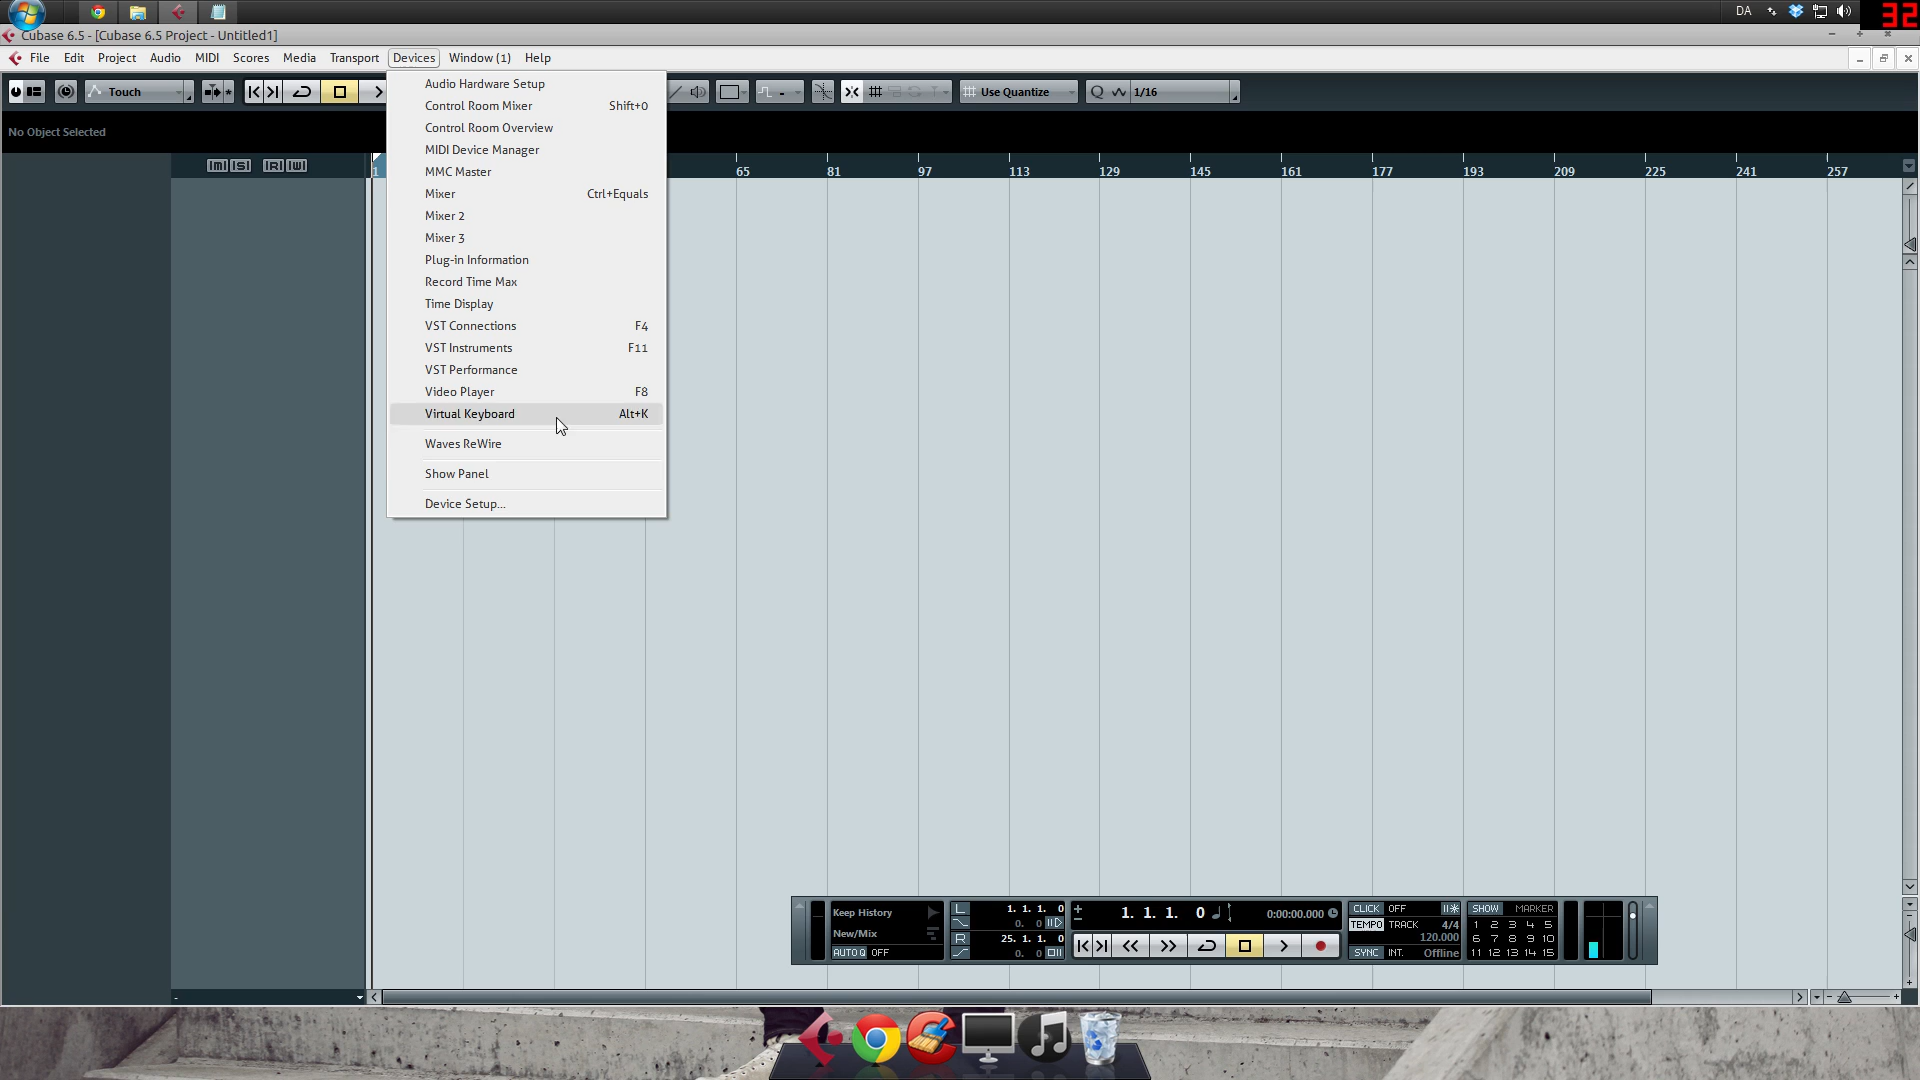 DA
32
Cubase 6.5 - [Cubase 6.5 Project - Untitled1]
File Edit Project Audio MIDI Scores Media Transport Devices Window (1) Help
Touch
Use Quantize
Q 1/16
No Object Selected
M S R W
1 65 81 97 113 129 145 161 177 193 209 225 241 257
Audio Hardware Setup
Control Room Mixer Shift+0
Control Room Overview
MIDI Device Manager
MMC Master
Mixer Ctrl+Equals
Mixer 2
Mixer 3
Plug-in Information
Record Time Max
Time Display
VST Connections F4
VST Instruments F11
VST Performance
Video Player F8
Virtual Keyboard Alt+K
Waves ReWire
Show Panel
Device Setup...
Keep History
New/Mix
AUTO Q OFF
L 1. 1. 1. 0
0. 0
R 25. 1. 1. 0
0. 0
1. 1. 1. 0
0:00:00.000
CLICK OFF
TEMPO TRACK 4/4
120.000
SYNC INT. Offline
SHOW MARKER
1 2 3 4 5
6 7 8 9 10
11 12 13 14 15